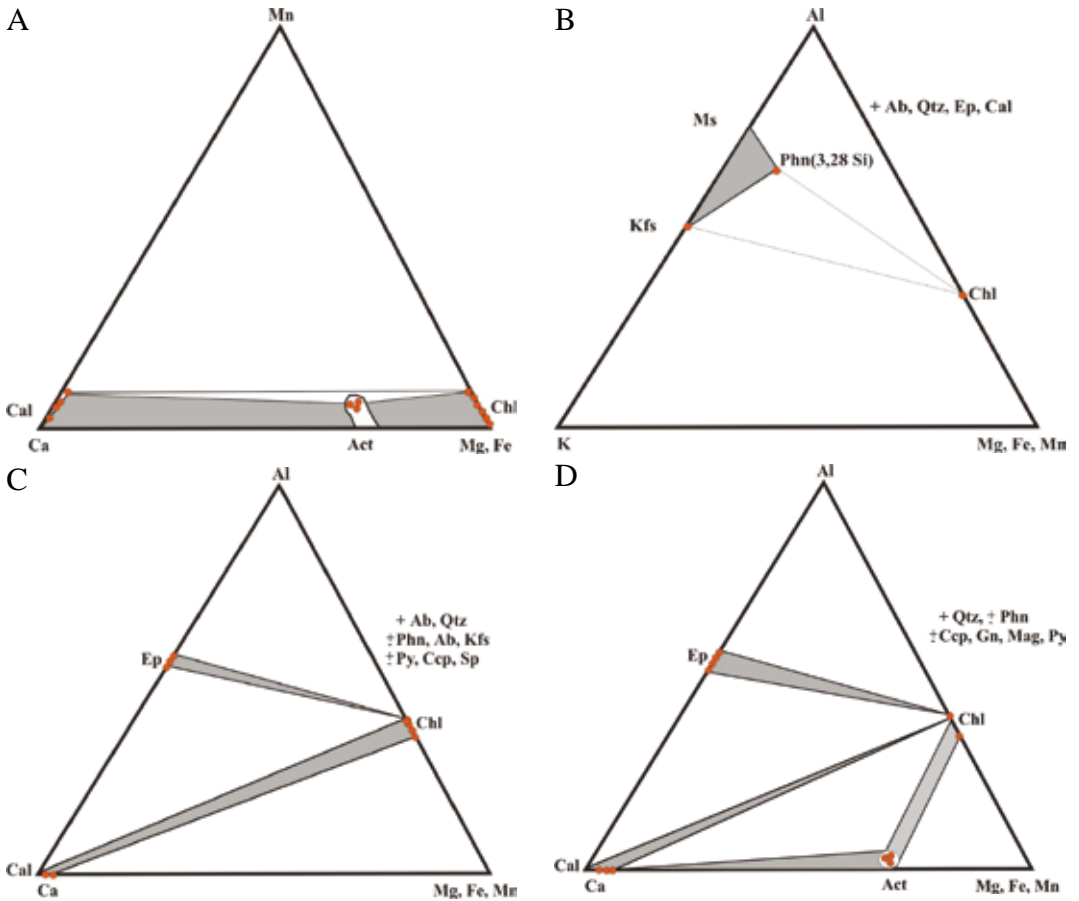 A
Mn
Cal
Chl
Ca
Act
Mg, Fe
B
Al
+ Ab, Qtz, Ep, Cal
Ms
Phn(3,28 Si)
Kfs
Chl
K
Mg, Fe, Mn
C
Al
+ Ab, Qtz
±Phn, Ab, Kfs
±Py, Ccp, Sp
Ep
Chl
Cal
Ca
Mg, Fe, Mn
D
Al
+ Qtz, ± Phn
±Ccp, Gn, Mag, Py
Ep
Chl
Cal
Ca
Act
Mg, Fe, Mn